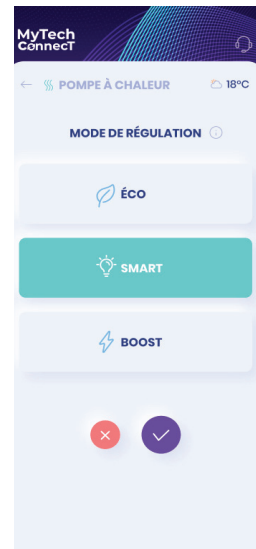 MyTech
ConnecT
POMPE À CHALEUR 18°C
MODE DE RÉGULATION
ÉCO
SMART
BOOST